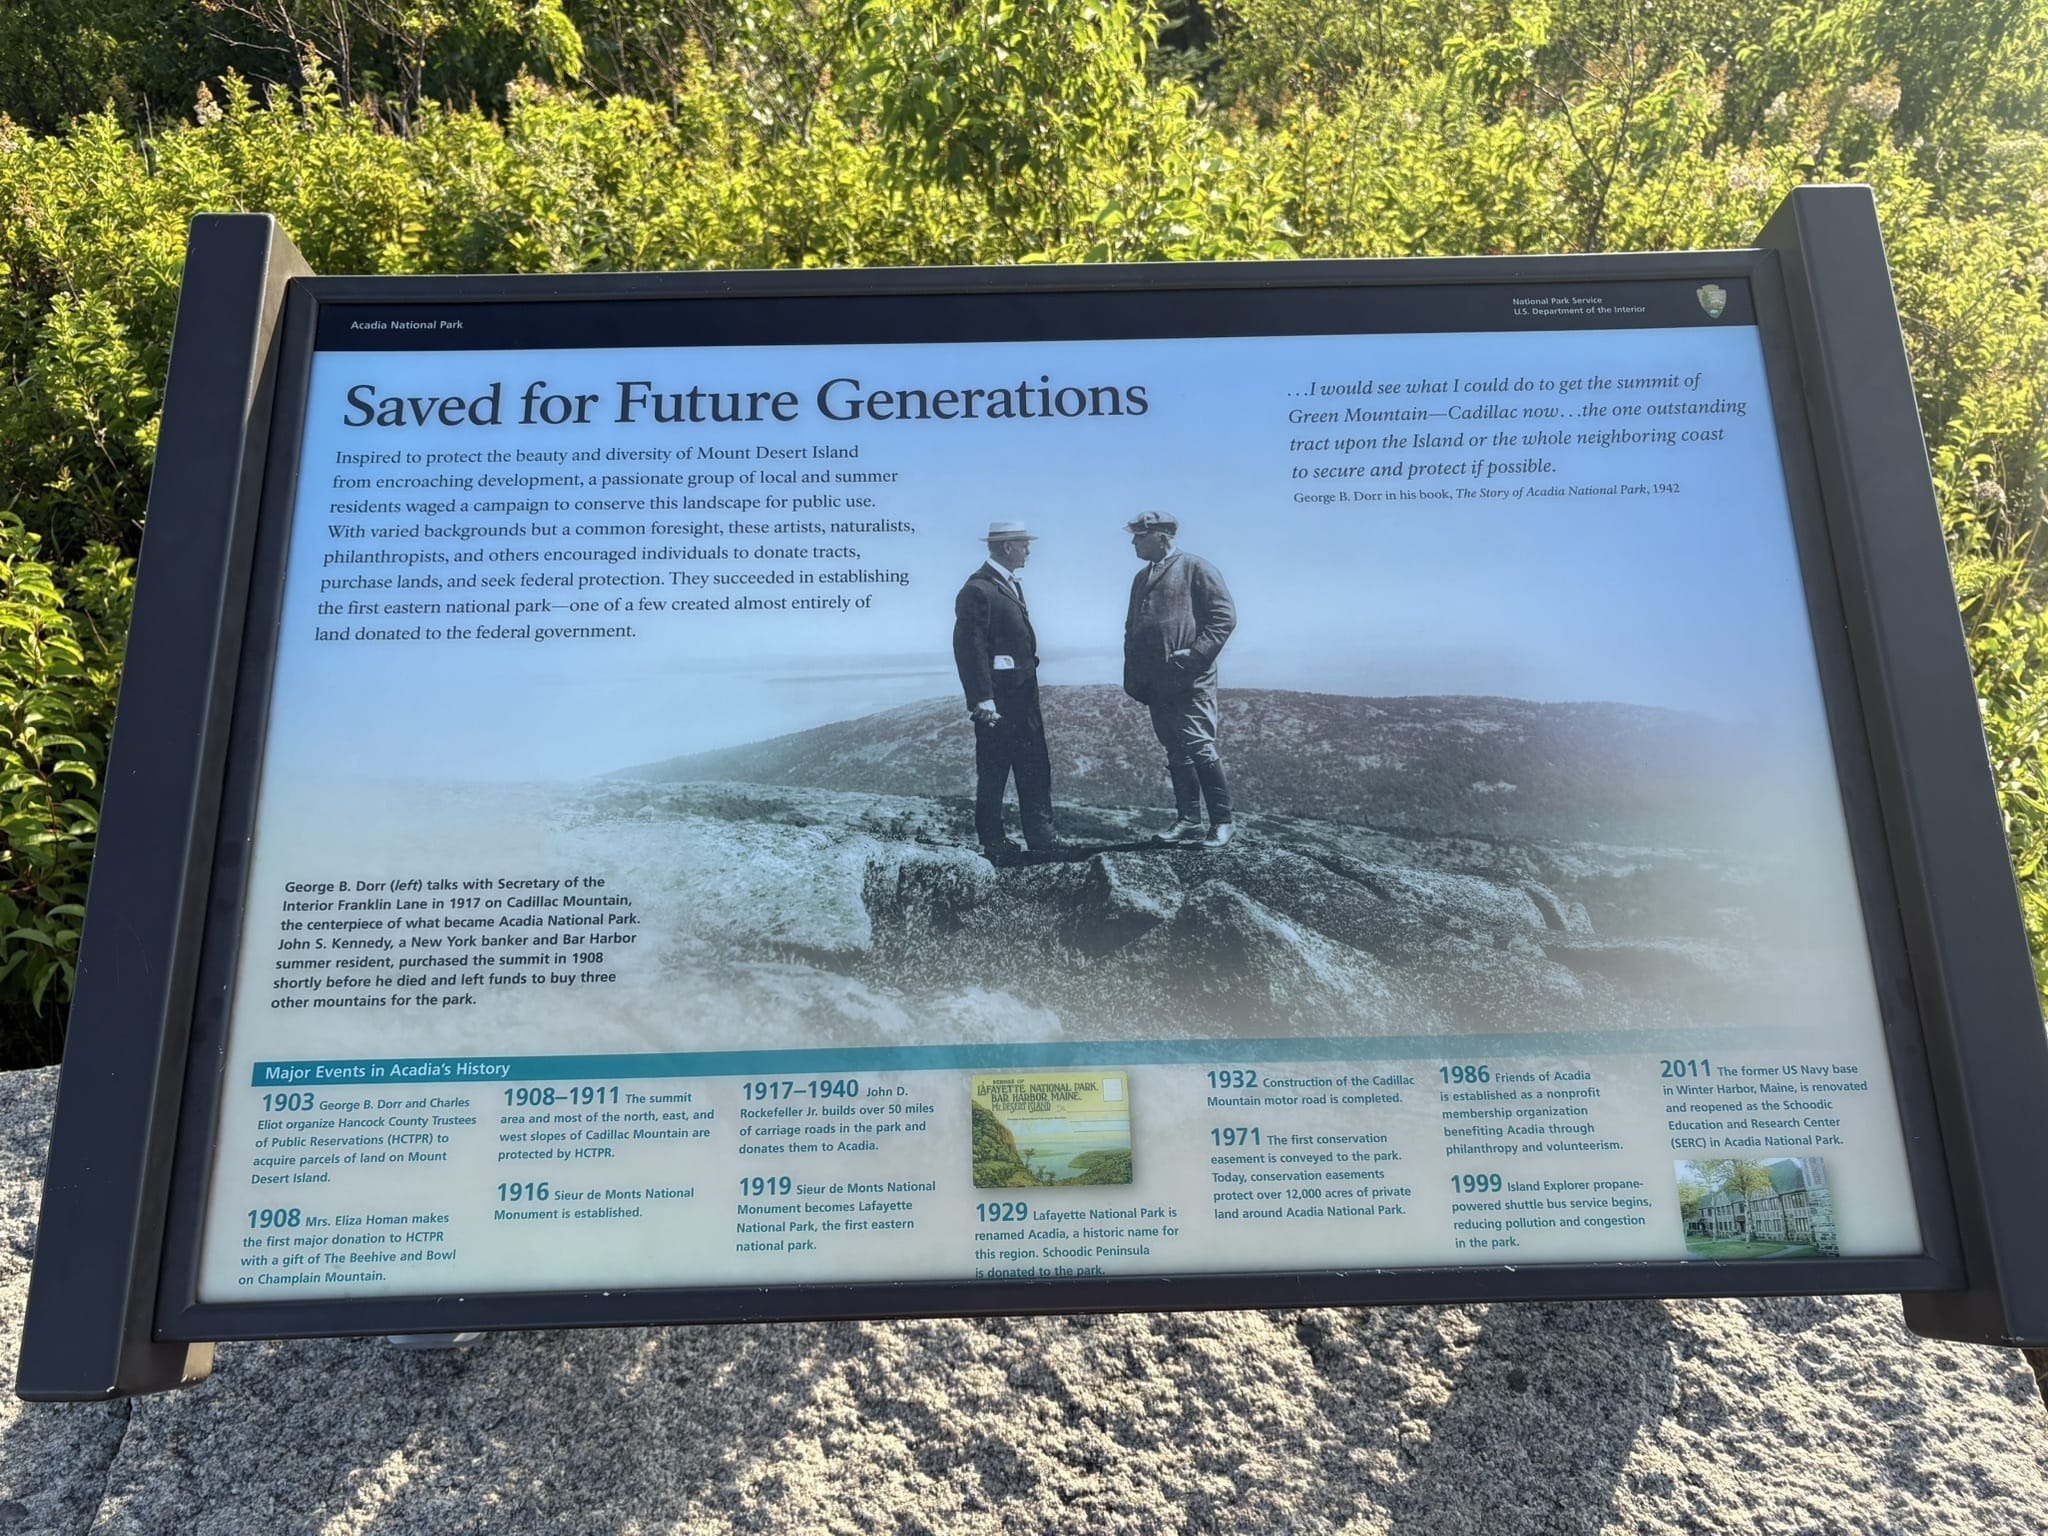 Acadia National Park
National Park Service
U.S. Department of the Interior
Saved for Future Generations
Inspired to protect the beauty and diversity of Mount Desert Island
from encroaching development, a passionate group of local and summer
residents waged a campaign to conserve this landscape for public use.
With varied backgrounds but a common foresight, these artists, naturalists,
philanthropists, and others encouraged individuals to donate tracts,
purchase lands, and seek federal protection. They succeeded in establishing
the first eastern national park—one of a few created almost entirely of
land donated to the federal government.
...I would see what I could do to get the summit of
Green Mountain—Cadillac now...the one outstanding
tract upon the Island or the whole neighboring coast
to secure and protect if possible.
George B. Dorr in his book, The Story of Acadia National Park, 1942
George B. Dorr (left) talks with Secretary of the
Interior Franklin Lane in 1917 on Cadillac Mountain,
the centerpiece of what became Acadia National Park.
John S. Kennedy, a New York banker and Bar Harbor
summer resident, purchased the summit in 1908
shortly before he died and left funds to buy three
other mountains for the park.
Major Events in Acadia's History
1903 George B. Dorr and Charles
Eliot organize Hancock County Trustees
of Public Reservations (HCTPR) to
acquire parcels of land on Mount
Desert Island.
1908 Mrs. Eliza Homan makes
the first major donation to HCTPR
with a gift of The Beehive and Bowl
on Champlain Mountain.
1908–1911 The summit
area and most of the north, east, and
west slopes of Cadillac Mountain are
protected by HCTPR.
1916 Sieur de Monts National
Monument is established.
1917–1940 John D.
Rockefeller Jr. builds over 50 miles
of carriage roads in the park and
donates them to Acadia.
1919 Sieur de Monts National
Monument becomes Lafayette
National Park, the first eastern
national park.
SCENES OF
LAFAYETTE NATIONAL PARK.
BAR HARBOR, MAINE.
MT. DESERT ISLAND
1929 Lafayette National Park is
renamed Acadia, a historic name for
this region. Schoodic Peninsula
is donated to the park.
1932 Construction of the Cadillac
Mountain motor road is completed.
1971 The first conservation
easement is conveyed to the park.
Today, conservation easements
protect over 12,000 acres of private
land around Acadia National Park.
1986 Friends of Acadia
is established as a nonprofit
membership organization
benefiting Acadia through
philanthropy and volunteerism.
1999 Island Explorer propane-
powered shuttle bus service begins,
reducing pollution and congestion
in the park.
2011 The former US Navy base
in Winter Harbor, Maine, is renovated
and reopened as the Schoodic
Education and Research Center
(SERC) in Acadia National Park.